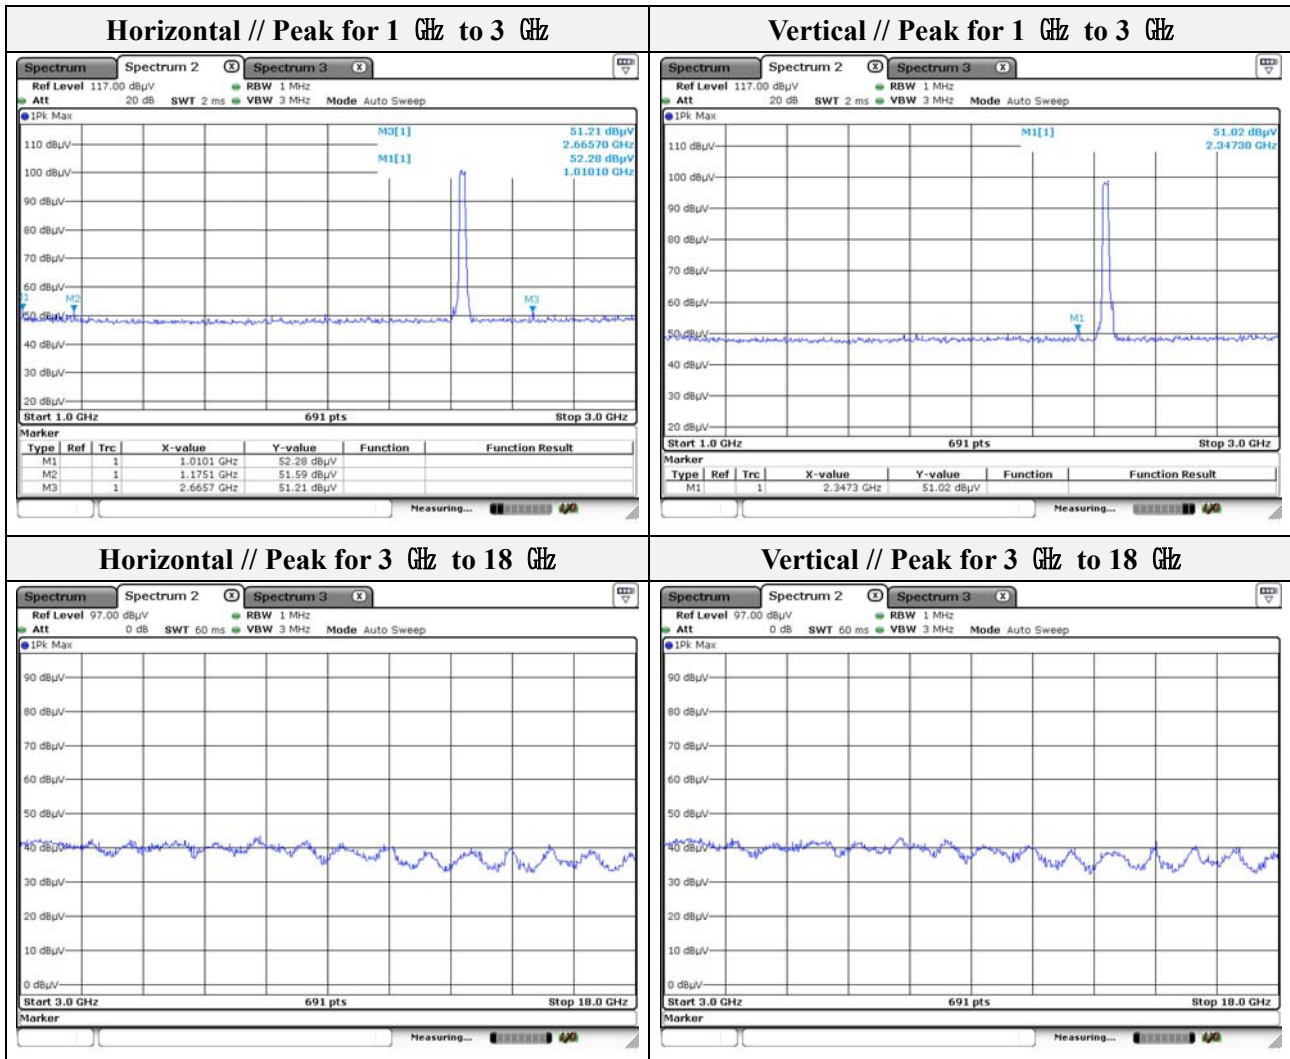 Horizontal // Peak for 1 ㎓ to 3 ㎓
Spectrum Spectrum 2 Spectrum 3
Ref Level 117.00 dBµV RBW 1 MHz
Att 20 dB SWT 2 ms VBW 3 MHz Mode Auto Sweep
1Pk Max
M3[1] 51.21 dBµV
2.66570 GHz
M1[1] 52.28 dBµV
1.01010 GHz
110 dBµV
100 dBµV
90 dBµV
80 dBµV
70 dBµV
60 dBµV
M2 M3
50 dBµV
40 dBµV
30 dBµV
20 dBµV
Start 1.0 GHz 691 pts Stop 3.0 GHz
Marker
Type Ref Trc X-value Y-value Function Function Result
M1 1 1.0101 GHz 52.28 dBµV
M2 1 1.1751 GHz 51.59 dBµV
M3 1 2.6657 GHz 51.21 dBµV
Measuring...
Vertical // Peak for 1 ㎓ to 3 ㎓
Spectrum Spectrum 2 Spectrum 3
Ref Level 117.00 dBµV RBW 1 MHz
Att 20 dB SWT 2 ms VBW 3 MHz Mode Auto Sweep
1Pk Max
M1[1] 51.02 dBµV
2.34730 GHz
110 dBµV
100 dBµV
90 dBµV
80 dBµV
70 dBµV
60 dBµV
M1
50 dBµV
40 dBµV
30 dBµV
20 dBµV
Start 1.0 GHz 691 pts Stop 3.0 GHz
Marker
Type Ref Trc X-value Y-value Function Function Result
M1 1 2.3473 GHz 51.02 dBµV
Measuring...
Horizontal // Peak for 3 ㎓ to 18 ㎓
Spectrum Spectrum 2 Spectrum 3
Ref Level 97.00 dBµV RBW 1 MHz
Att 0 dB SWT 60 ms VBW 3 MHz Mode Auto Sweep
1Pk Max
90 dBµV
80 dBµV
70 dBµV
60 dBµV
50 dBµV
40 dBµV
30 dBµV
20 dBµV
10 dBµV
0 dBµV
Start 3.0 GHz 691 pts Stop 18.0 GHz
Marker
Measuring...
Vertical // Peak for 3 ㎓ to 18 ㎓
Spectrum Spectrum 2 Spectrum 3
Ref Level 97.00 dBµV RBW 1 MHz
Att 0 dB SWT 60 ms VBW 3 MHz Mode Auto Sweep
1Pk Max
90 dBµV
80 dBµV
70 dBµV
60 dBµV
50 dBµV
40 dBµV
30 dBµV
20 dBµV
10 dBµV
0 dBµV
Start 3.0 GHz 691 pts Stop 18.0 GHz
Marker
Measuring...